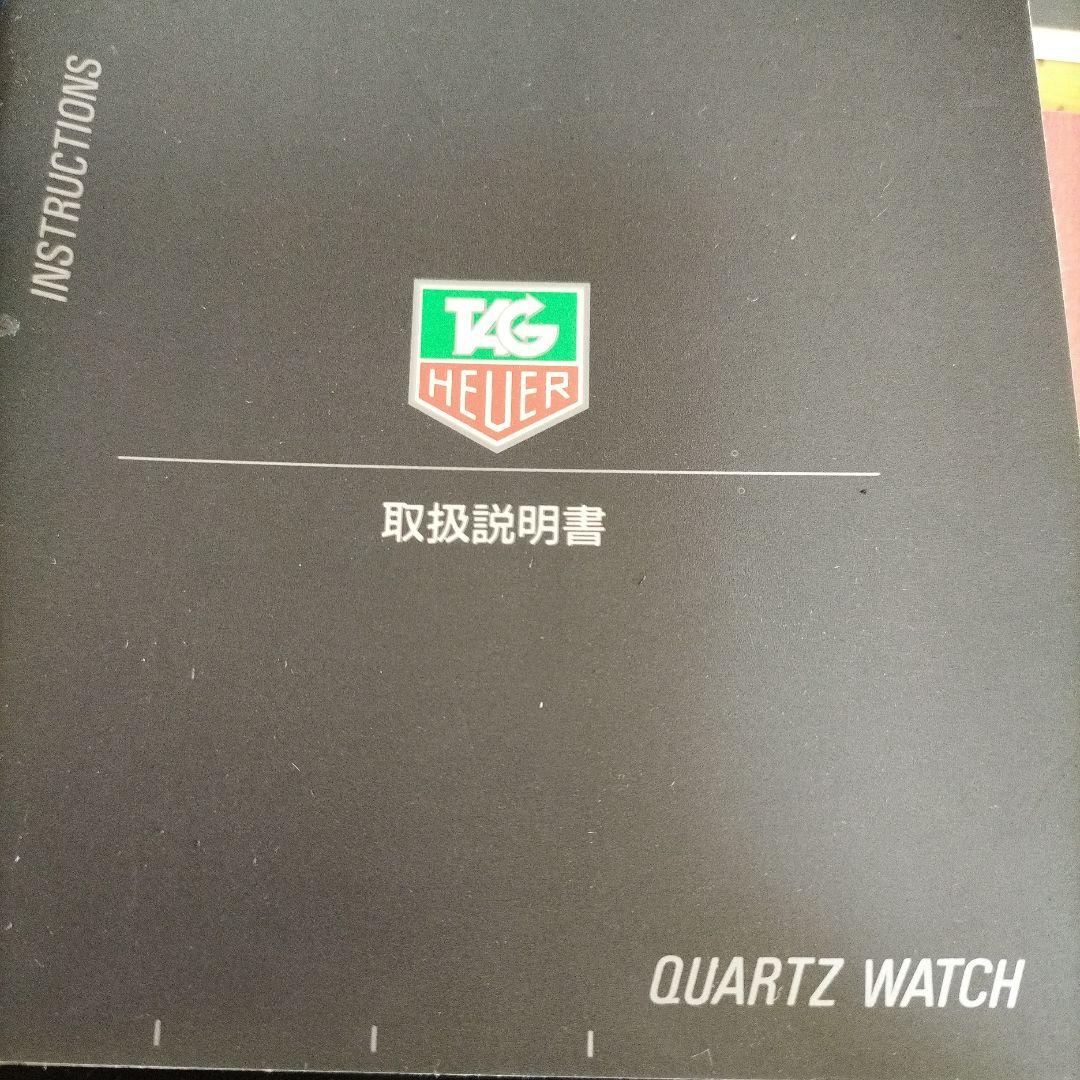 INSTRUCTIONS
TAG
HEUER
取扱説明書
QUARTZ WATCH